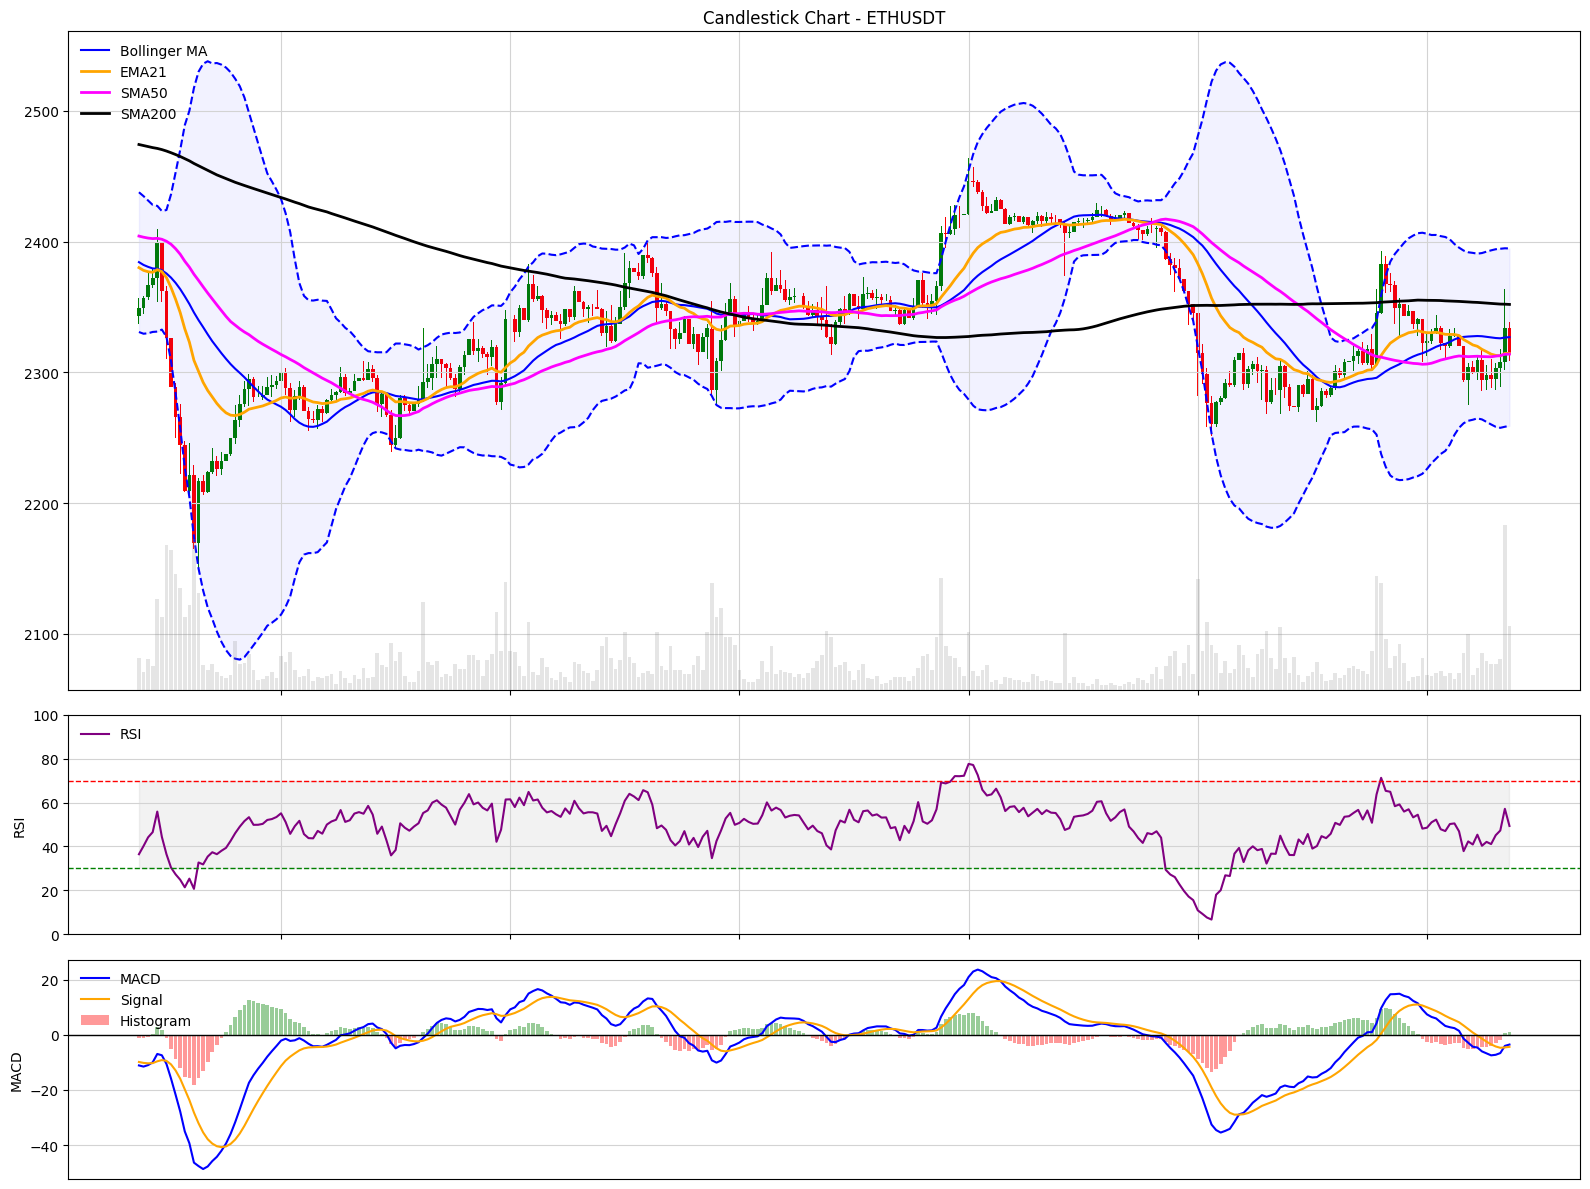 Candlestick Chart - ETHUSDT
Bollinger MA
EMA21
SMA50
SMA200
2500
2400
2300
2200
2100
RSI
100
80
60
40
20
0
RSI
MACD
Signal
Histogram
20
0
−20
−40
MACD